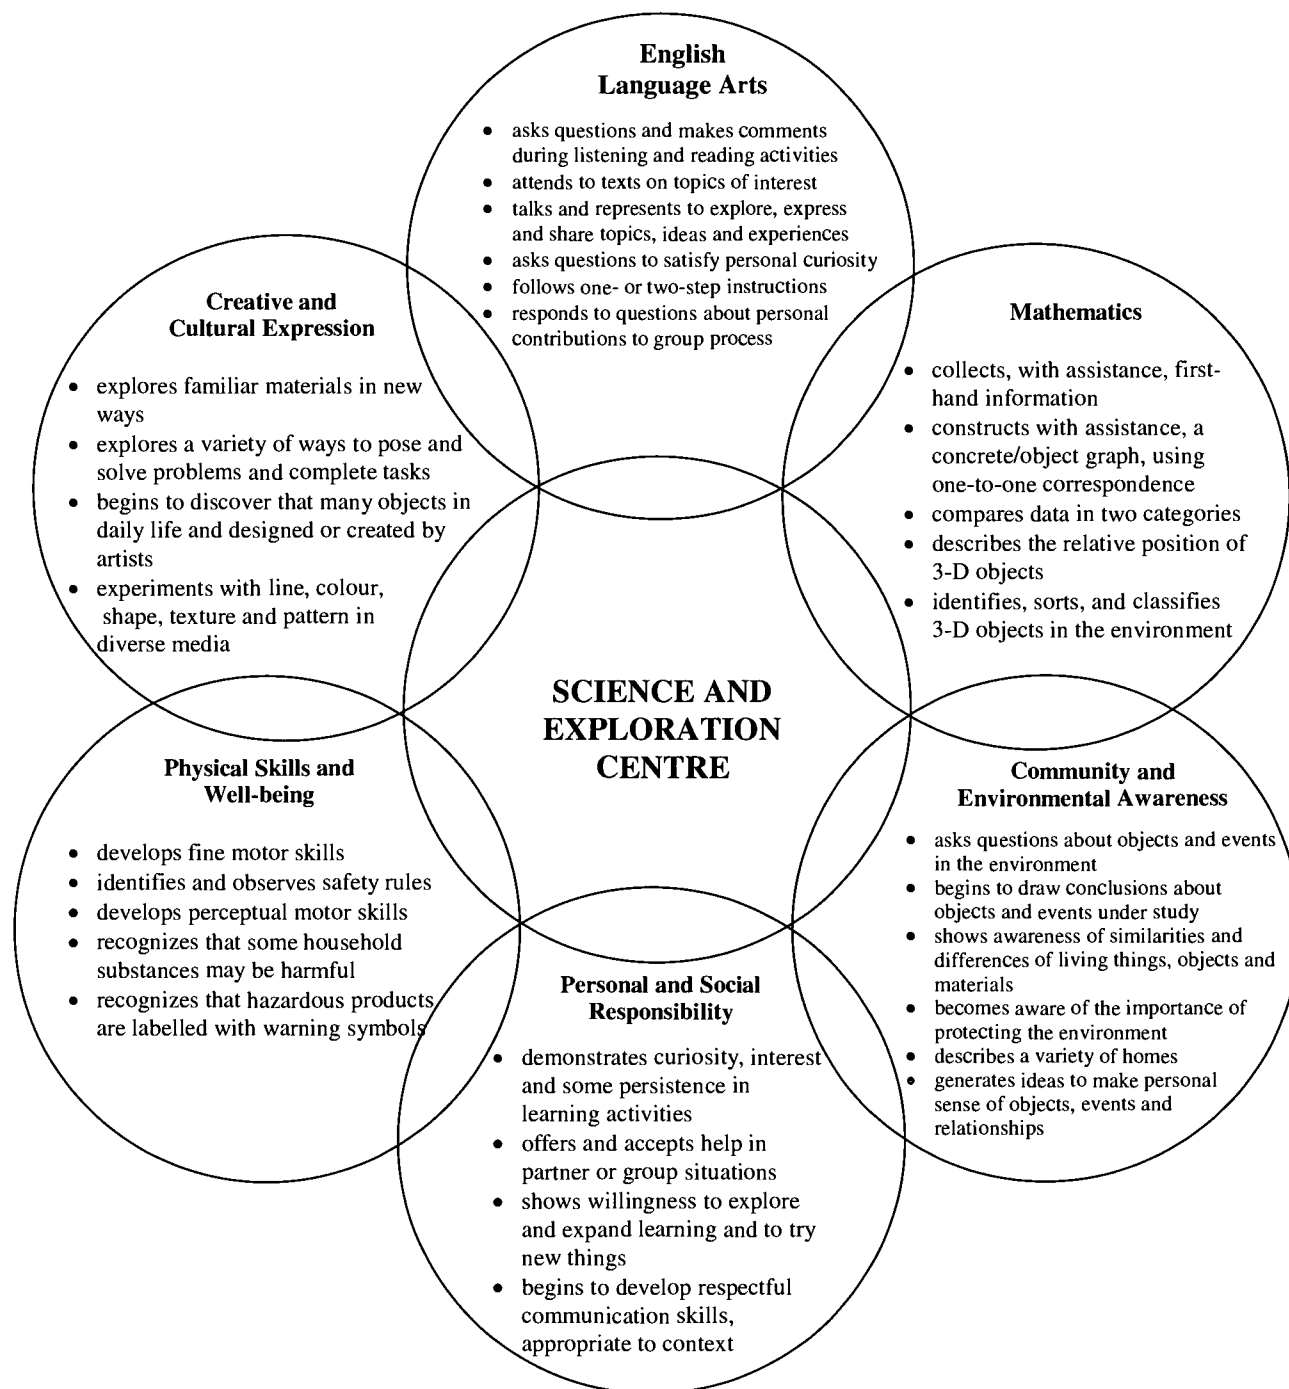 English
Language Arts
• asks questions and makes comments
during listening and reading activities
• attends to texts on topics of interest
• talks and represents to explore, express
and share topics, ideas and experiences
• asks questions to satisfy personal curiosity
• follows one- or two-step instructions
• responds to questions about personal
contributions to group process
Creative and
Cultural Expression
• explores familiar materials in new
ways
• explores a variety of ways to pose and
solve problems and complete tasks
• begins to discover that many objects in
daily life and designed or created by
artists
• experiments with line, colour,
shape, texture and pattern in
diverse media
Mathematics
• collects, with assistance, first-
hand information
• constructs with assistance, a
concrete/object graph, using
one-to-one correspondence
• compares data in two categories
• describes the relative position of
3-D objects
• identifies, sorts, and classifies
3-D objects in the environment
SCIENCE AND
EXPLORATION
CENTRE
Physical Skills and
Well-being
• develops fine motor skills
• identifies and observes safety rules
• develops perceptual motor skills
• recognizes that some household
substances may be harmful
• recognizes that hazardous products
are labelled with warning symbols
Community and
Environmental Awareness
• asks questions about objects and events
in the environment
• begins to draw conclusions about
objects and events under study
• shows awareness of similarities and
differences of living things, objects and
materials
• becomes aware of the importance of
protecting the environment
• describes a variety of homes
• generates ideas to make personal
sense of objects, events and
relationships
Personal and Social
Responsibility
• demonstrates curiosity, interest
and some persistence in
learning activities
• offers and accepts help in
partner or group situations
• shows willingness to explore
and expand learning and to try
new things
• begins to develop respectful
communication skills,
appropriate to context